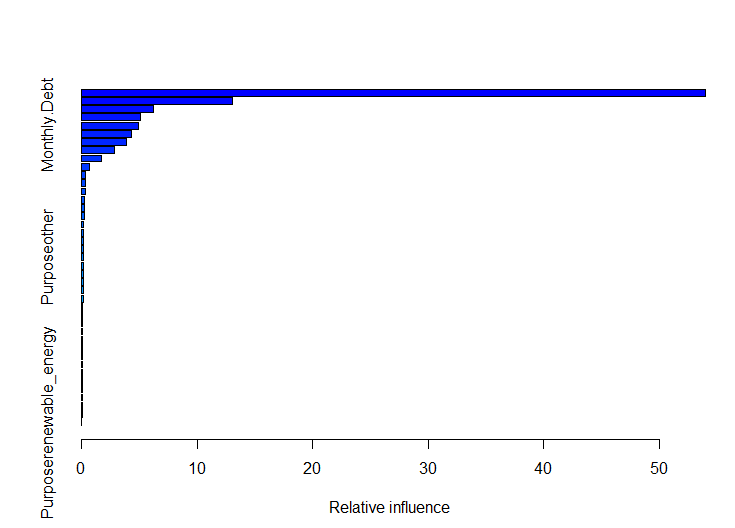 Monthly.Debt
Purposeother
Purposerenewable_energy
0 10 20 30 40 50
Relative influence